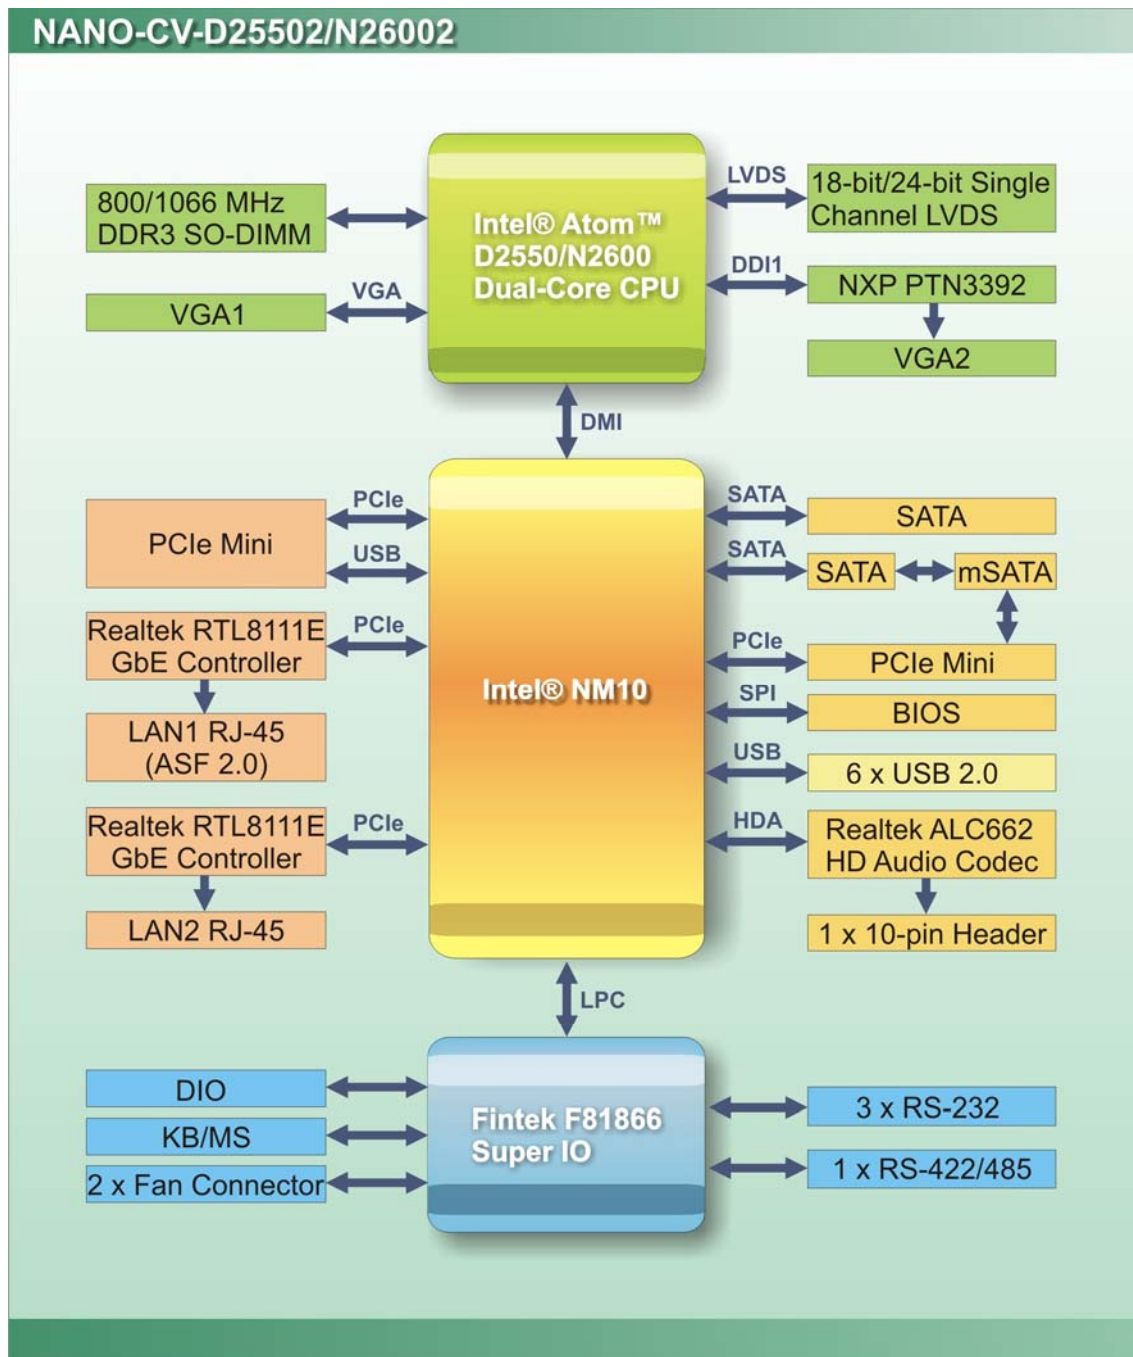 NANO-CV-D25502/N26002
800/1066 MHz
DDR3 SO-DIMM
VGA
VGA1
Intel® Atom™
D2550/N2600
Dual-Core CPU
LVDS
18-bit/24-bit Single
Channel LVDS
DDI1
NXP PTN3392
VGA2
DMI
PCIe
PCIe Mini
USB
Realtek RTL8111E
GbE Controller
PCIe
LAN1 RJ-45
(ASF 2.0)
Realtek RTL8111E
GbE Controller
PCIe
LAN2 RJ-45
Intel® NM10
SATA
SATA
SATA
SATA
mSATA
PCIe
PCIe Mini
SPI
BIOS
USB
6 x USB 2.0
HDA
Realtek ALC662
HD Audio Codec
1 x 10-pin Header
LPC
DIO
KB/MS
2 x Fan Connector
Fintek F81866
Super IO
3 x RS-232
1 x RS-422/485